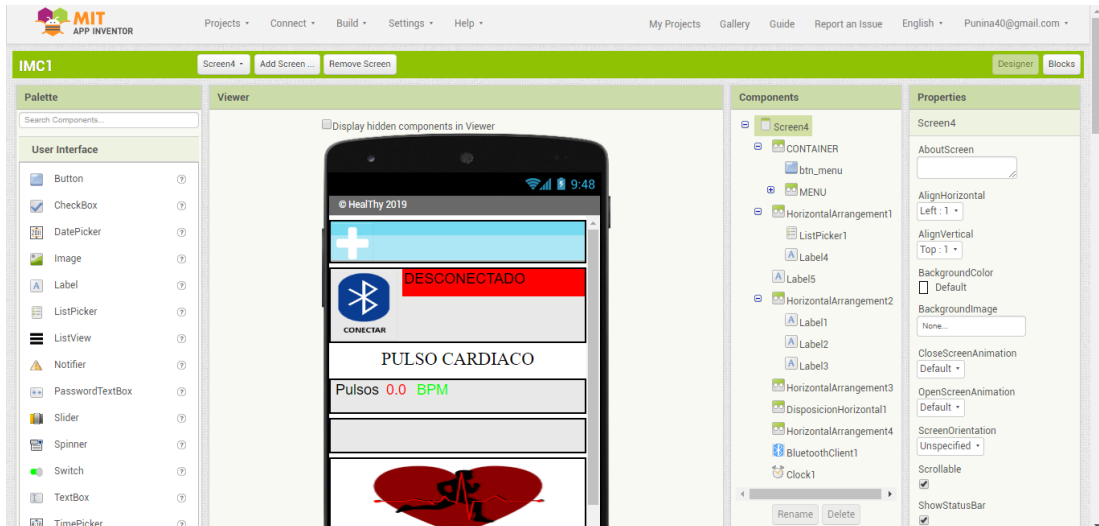 MIT
APP INVENTOR
Projects
Connect
Build
Settings
Help
My Projects
Gallery
Guide
Report an Issue
English
Punina40@gmail.com
IMC1
Screen4
Add Screen ...
Remove Screen
Designer
Blocks
Palette
Search Components...
User Interface
Button
CheckBox
DatePicker
Image
Label
ListPicker
ListView
Notifier
PasswordTextBox
Slider
Spinner
Switch
TextBox
TimePicker
Viewer
Display hidden components in Viewer
9:48
© HealThy 2019
DESCONECTADO
CONECTAR
PULSO CARDIACO
Pulsos 0.0 BPM
Components
Screen4
CONTAINER
btn_menu
MENU
HorizontalArrangement1
ListPicker1
Label4
Label5
HorizontalArrangement2
Label1
Label2
Label3
HorizontalArrangement3
DisposicionHorizontal1
HorizontalArrangement4
BluetoothClient1
Clock1
Rename
Delete
Properties
Screen4
AboutScreen
AlignHorizontal
Left : 1
AlignVertical
Top : 1
BackgroundColor
Default
BackgroundImage
None...
CloseScreenAnimation
Default
OpenScreenAnimation
Default
ScreenOrientation
Unspecified
Scrollable
ShowStatusBar